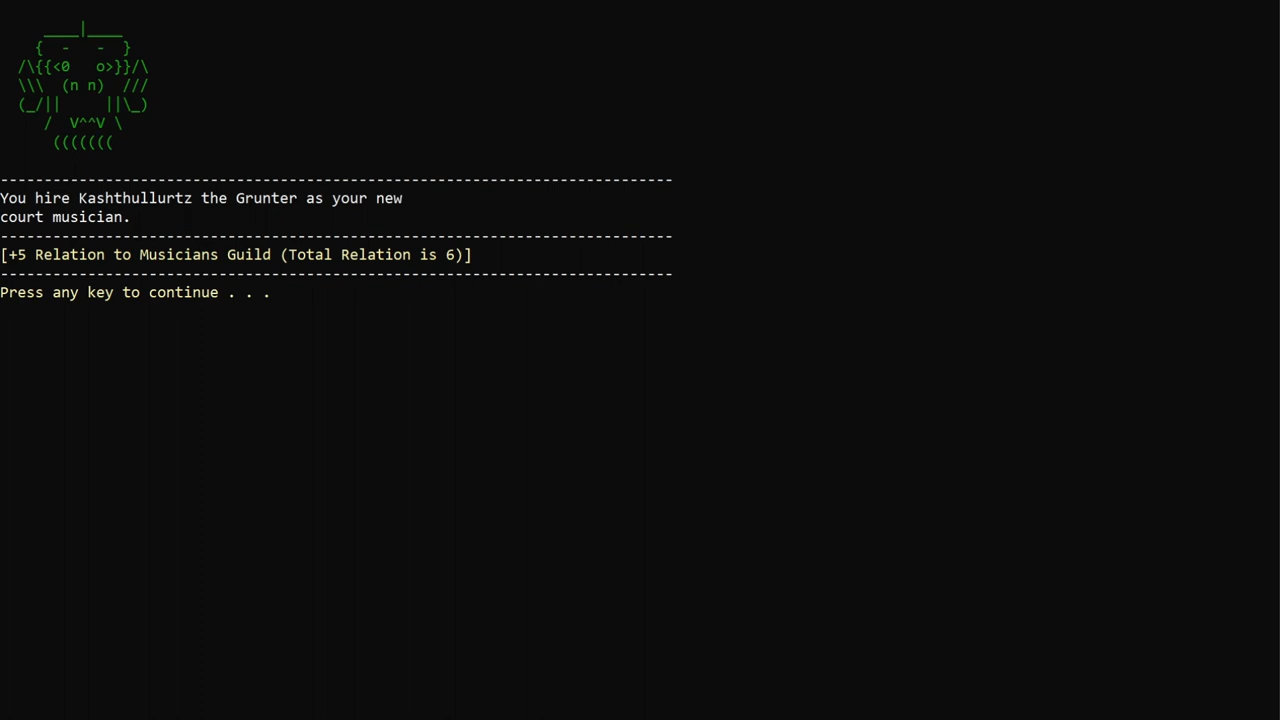 You hire Kashthullurtz the Grunter as your new
court musician.
[+5 Relation to Musicians Guild (Total Relation is 6)]
Press any key to continue . . .